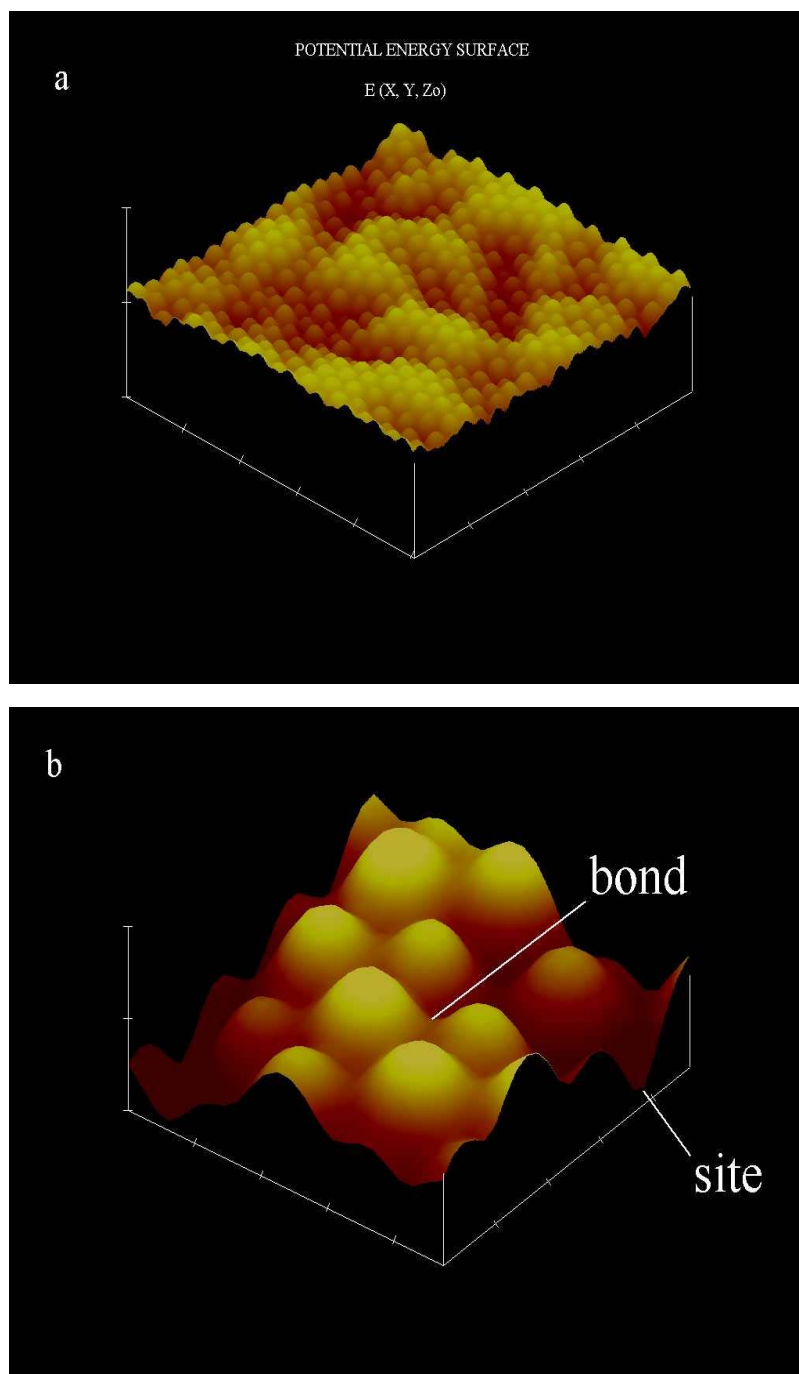 POTENTIAL ENERGY SURFACE
a
E (X, Y, Zo)
b
bond
site